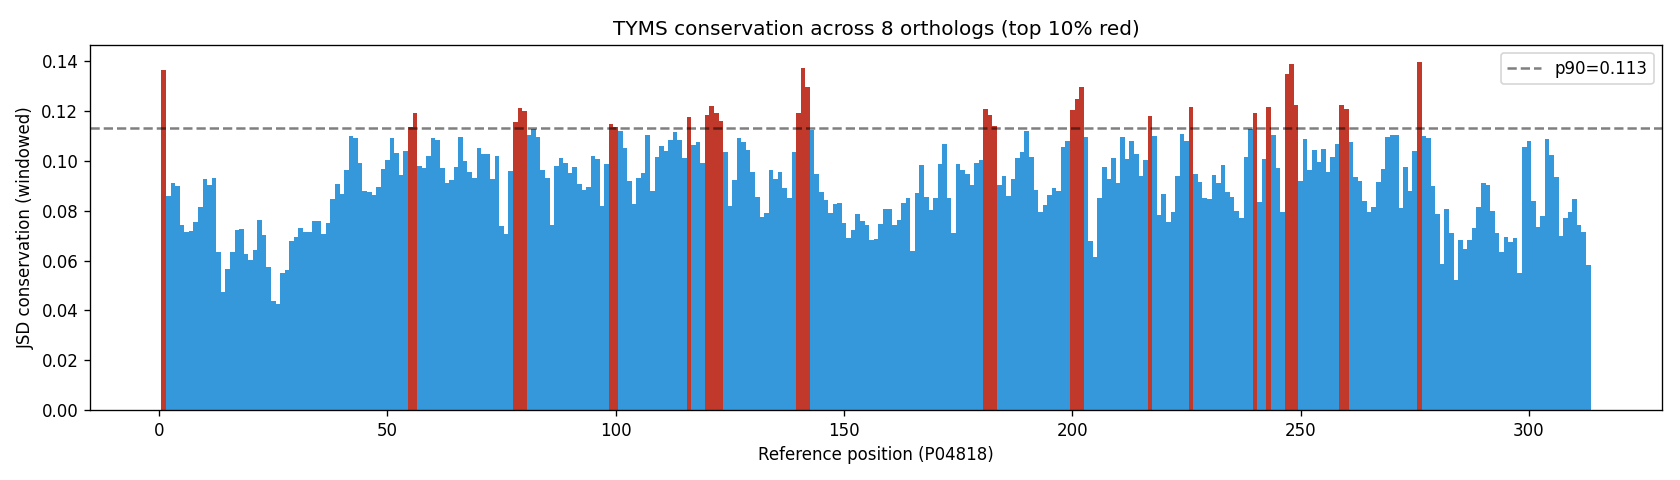 TYMS conservation across 8 orthologs (top 10% red)
p90=0.113
JSD conservation (windowed)
0.14
0.12
0.10
0.08
0.06
0.04
0.02
0.00
0 50 100 150 200 250 300
Reference position (P04818)